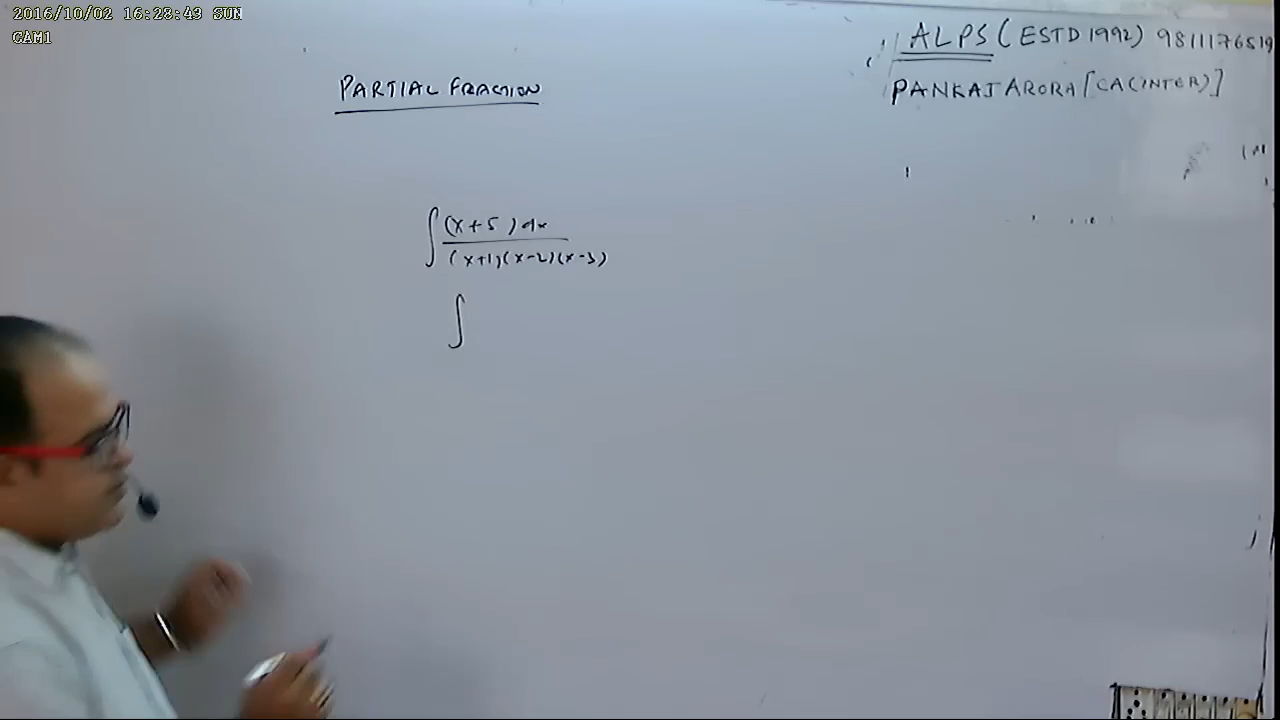 2016/10/02 16:28:49 SUN
CAM1
ALPS (ESTD 1992) 9811176519
PANKAJ ARORA [CA(INTER)]
PARTIAL FRACTION
∫ (x+5) dx
(x+1)(x-2)(x-3)
∫